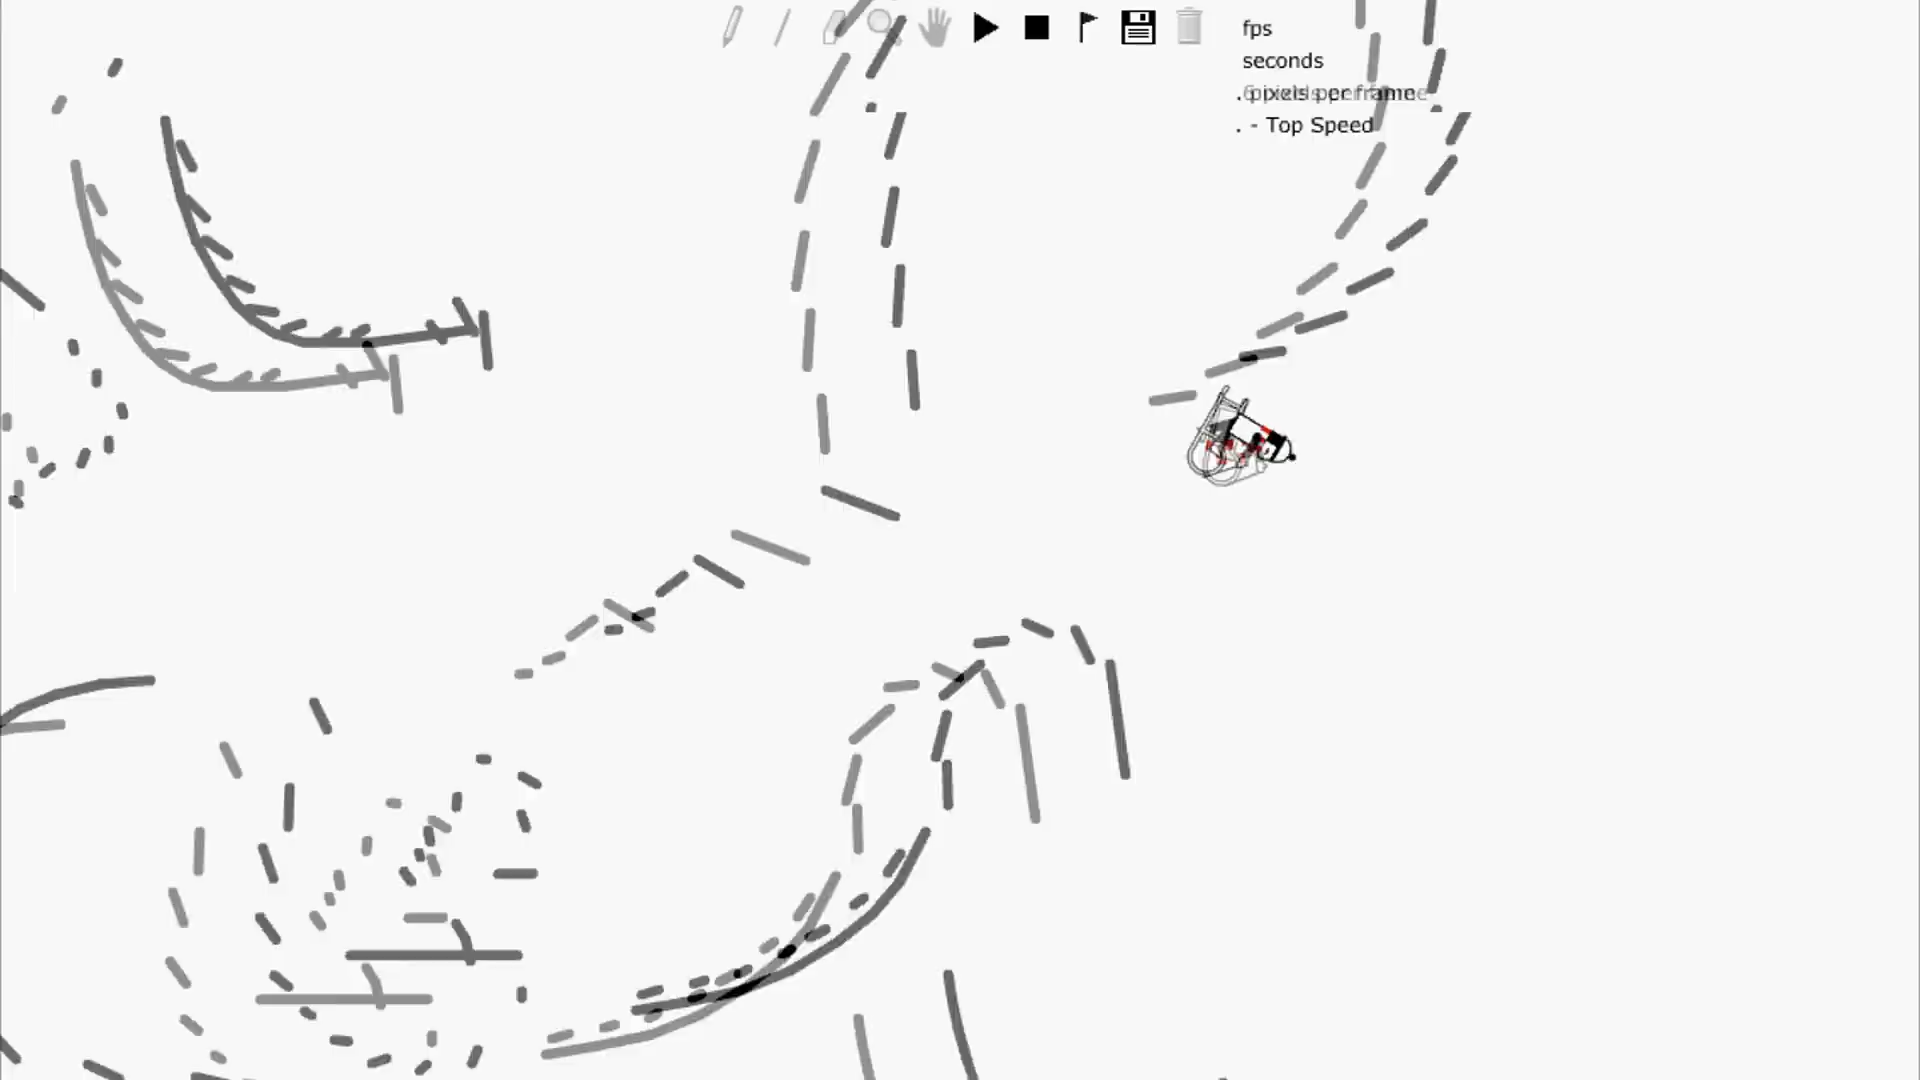 fps
seconds
. pixels per frame
. - Top Speed